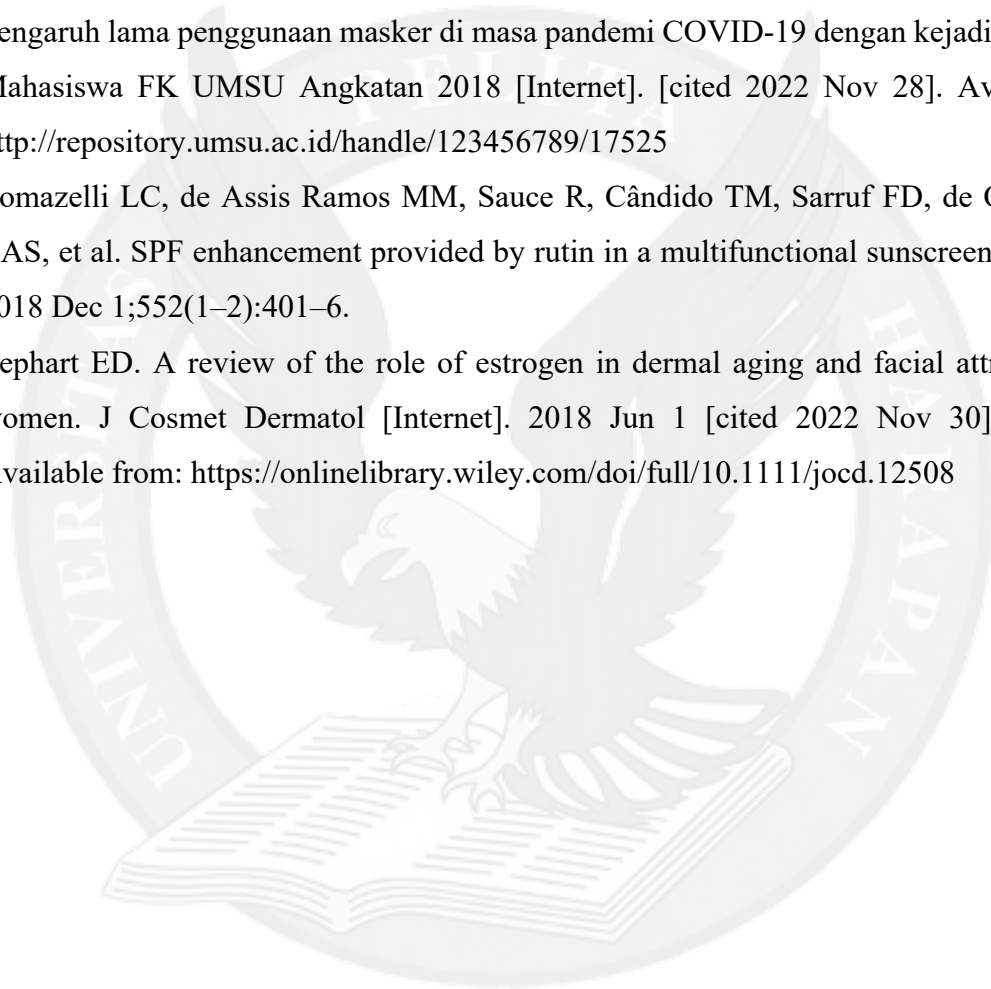 engaruh lama penggunaan masker di masa pandemi COVID-19 dengan kejadi
Mahasiswa FK UMSU Angkatan 2018 [Internet]. [cited 2022 Nov 28]. Av
ttp://repository.umsu.ac.id/handle/123456789/17525
omazelli LC, de Assis Ramos MM, Sauce R, Cândido TM, Sarruf FD, de
AS, et al. SPF enhancement provided by rutin in a multifunctional sunscreen
018 Dec 1;552(1–2):401–6.
ephart ED. A review of the role of estrogen in dermal aging and facial attr
women. J Cosmet Dermatol [Internet]. 2018 Jun 1 [cited 2022 Nov 30]
vailable from: https://onlinelibrary.wiley.com/doi/full/10.1111/jocd.12508
UNIVERSITAS PELITA HARAPAN